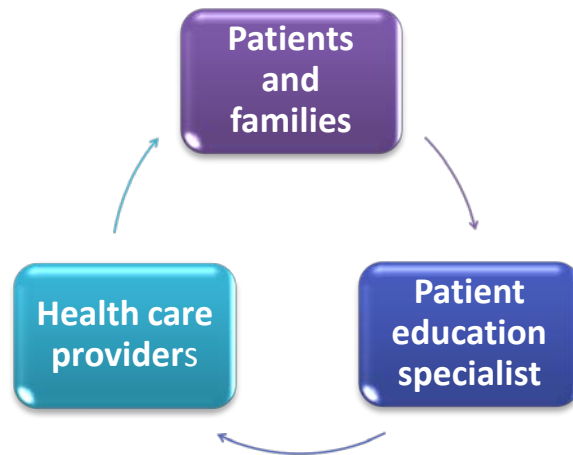 Patients
and
families
Health care
providers
Patient
education
specialist